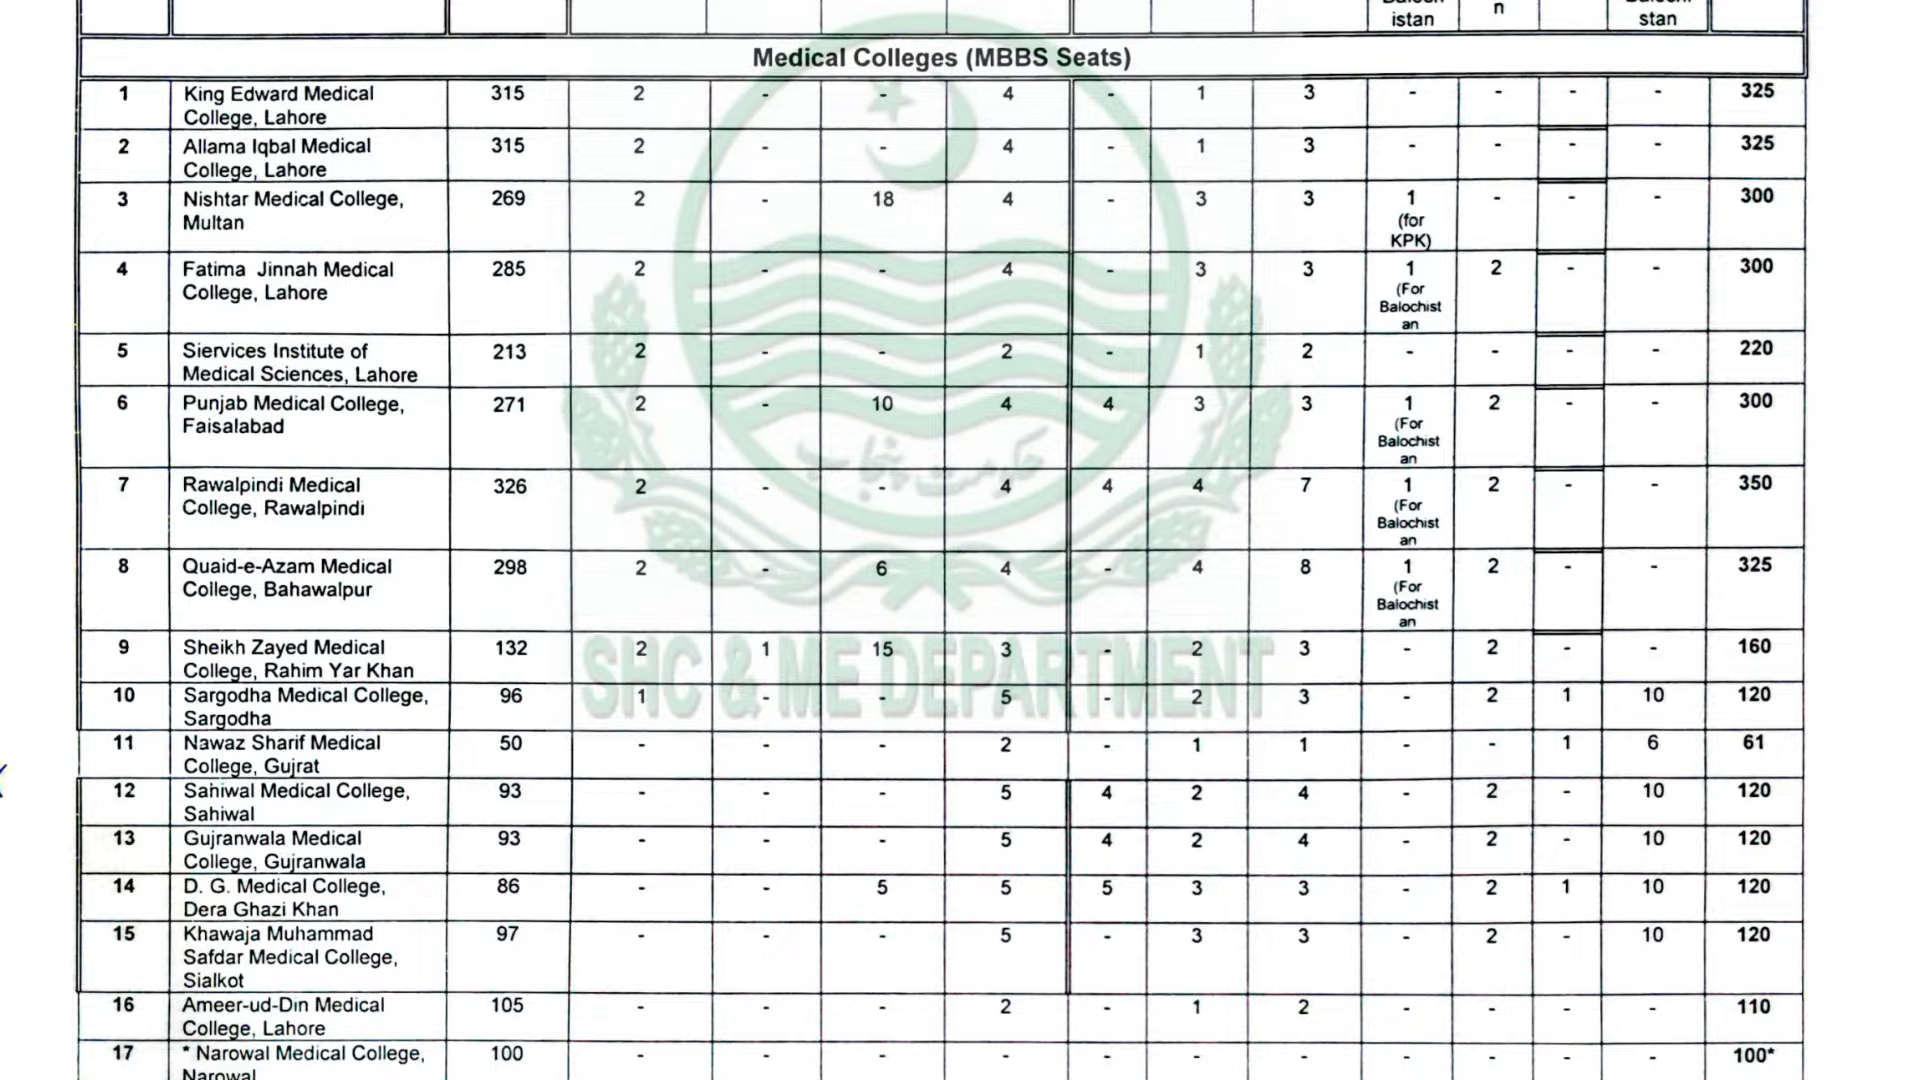 istan n stan
Medical Colleges (MBBS Seats)
1 King Edward Medical 315 2 - - 4 - 1 3 - - - - 325
College, Lahore
2 Allama Iqbal Medical 315 2 - - 4 - 1 3 - - - - 325
College, Lahore
3 Nishtar Medical College, 269 2 - 18 4 - 3 3 1 - - - 300
Multan (for
KPK)
4 Fatima Jinnah Medical 285 2 - - 4 - 3 3 1 2 - - 300
College, Lahore (For
Balochist
an
5 Siervices Institute of 213 2 - - 2 - 1 2 - - - - 220
Medical Sciences, Lahore
6 Punjab Medical College, 271 2 - 10 4 4 3 3 1 2 - - 300
Faisalabad (For
Balochist
an
7 Rawalpindi Medical 326 2 - - 4 4 4 7 1 2 - - 350
College, Rawalpindi (For
Balochist
an
8 Quaid-e-Azam Medical 298 2 - 6 4 - 4 8 1 2 - - 325
College, Bahawalpur (For
Balochist
an
9 Sheikh Zayed Medical 132 2 1 15 3 - 2 3 - 2 - - 160
College, Rahim Yar Khan
10 Sargodha Medical College, 96 1 - - 5 - 2 3 - 2 1 10 120
Sargodha
11 Nawaz Sharif Medical 50 - - - 2 - 1 1 - - 1 6 61
College, Gujrat
12 Sahiwal Medical College, 93 - - - 5 4 2 4 - 2 - 10 120
Sahiwal
13 Gujranwala Medical 93 - - - 5 4 2 4 - 2 - 10 120
College, Gujranwala
14 D. G. Medical College, 86 - - 5 5 5 3 3 - 2 1 10 120
Dera Ghazi Khan
15 Khawaja Muhammad 97 - - - 5 - 3 3 - 2 - 10 120
Safdar Medical College,
Sialkot
16 Ameer-ud-Din Medical 105 - - - 2 - 1 2 - - - - 110
College, Lahore
17 * Narowal Medical College, 100 - - - - - - - - - - - 100*
Narowal
حکومت پنجاب
SHC & ME DEPARTMENT